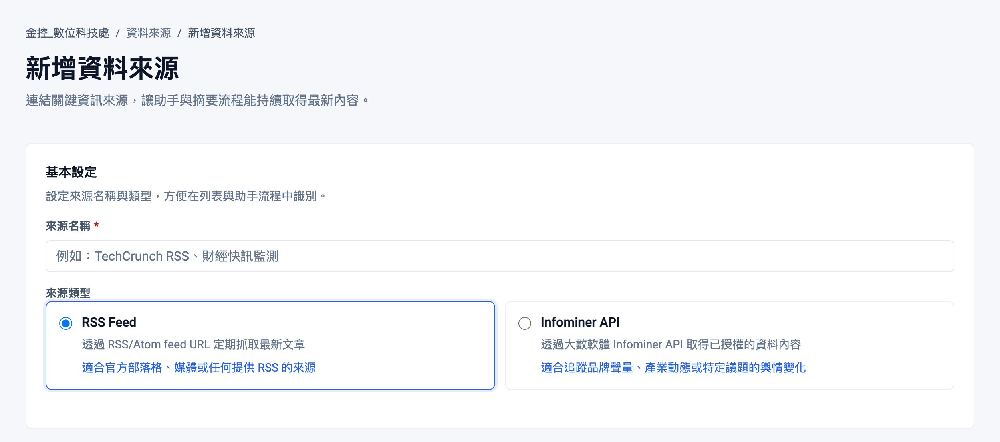 金控_數位科技處 / 資料來源 / 新增資料來源
新增資料來源
連結關鍵資訊來源，讓助手與摘要流程能持續取得最新內容。
基本設定
設定來源名稱與類型，方便在列表與助手流程中識別。
來源名稱 *
例如：TechCrunch RSS、財經快訊監測
來源類型
RSS Feed
透過 RSS/Atom feed URL 定期抓取最新文章
適合官方部落格、媒體或任何提供 RSS 的來源
Infominer API
透過大數軟體 Infominer API 取得已授權的資料內容
適合追蹤品牌聲量、產業動態或特定議題的輿情變化